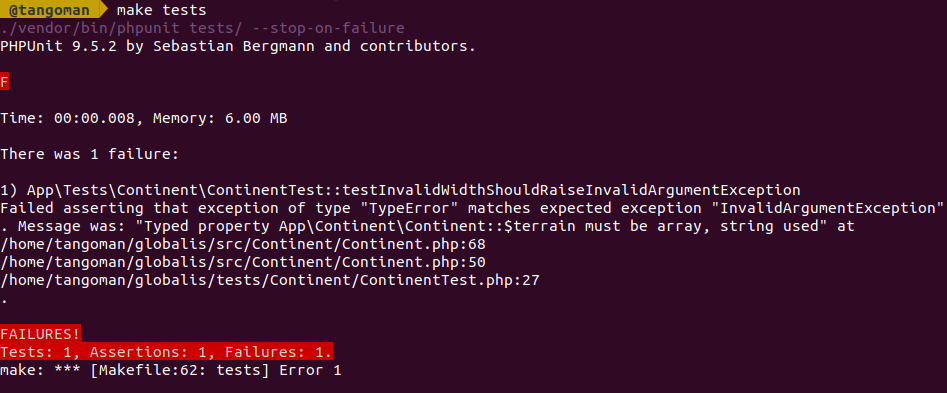 @tangoman make tests
./vendor/bin/phpunit tests/ --stop-on-failure
PHPUnit 9.5.2 by Sebastian Bergmann and contributors.
F
Time: 00:00.008, Memory: 6.00 MB
There was 1 failure:
1) App\Tests\Continent\ContinentTest::testInvalidWidthShouldRaiseInvalidArgumentException
Failed asserting that exception of type "TypeError" matches expected exception "InvalidArgumentException"
. Message was: "Typed property App\Continent\Continent::$terrain must be array, string used" at
/home/tangoman/globalis/src/Continent/Continent.php:68
/home/tangoman/globalis/src/Continent/Continent.php:50
/home/tangoman/globalis/tests/Continent/ContinentTest.php:27
.
FAILURES!
Tests: 1, Assertions: 1, Failures: 1.
make: *** [Makefile:62: tests] Error 1